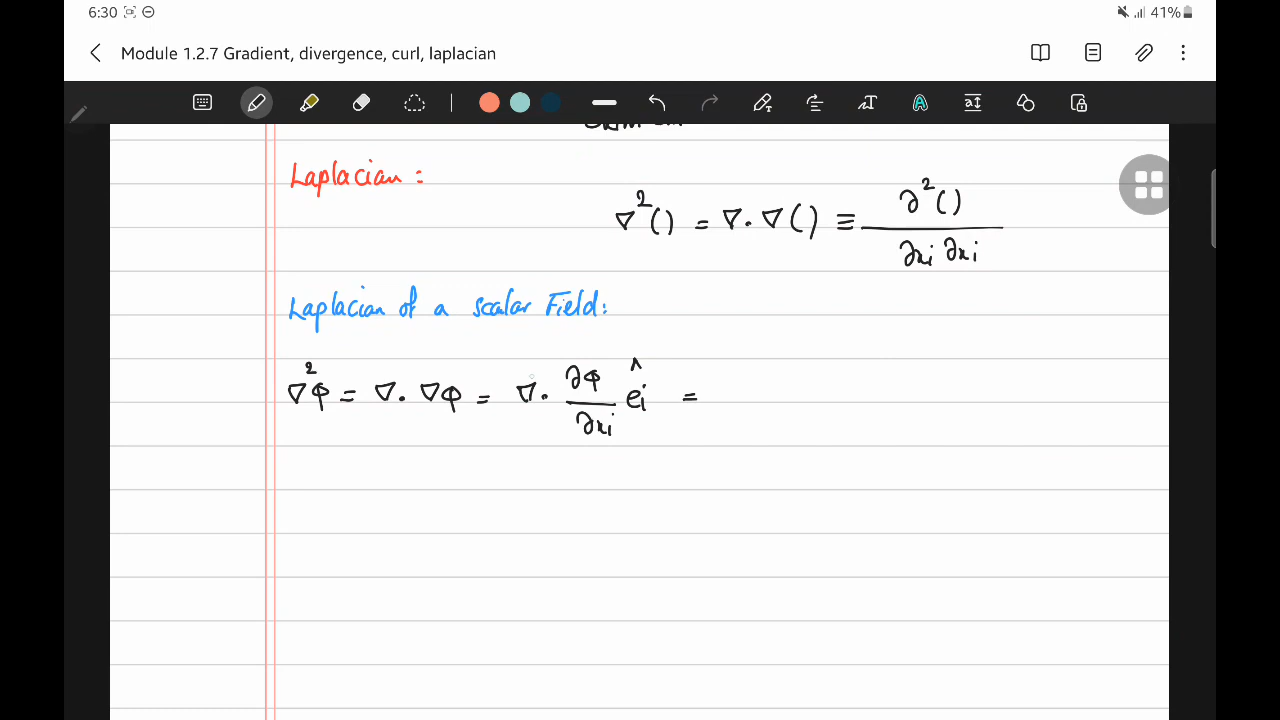 6:30 41%
Module 1.2.7 Gradient, divergence, curl, laplacian
Laplacian :
∇²() = ∇·∇() ≡ ∂²()/∂xᵢ ∂xᵢ
Laplacian of a scalar Field:
∇²φ = ∇·∇φ = ∇· ∂φ/∂xᵢ êᵢ =